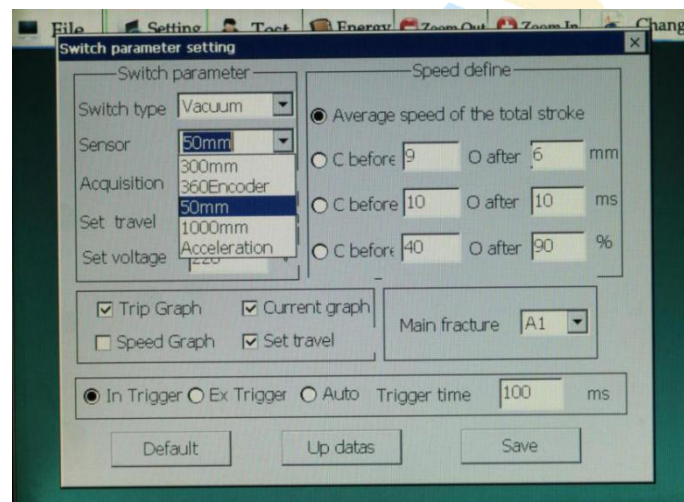 File Setting Test Energy Zoom Out Zoom In Chang
Switch parameter setting
Switch parameter
Switch type Vacuum
Sensor 50mm
300mm
360Encoder
50mm
1000mm
Acceleration
Acquisition
Set travel
Set voltage
Speed define
Average speed of the total stroke
C before 9 O after 6 mm
C before 10 O after 10 ms
C before 40 O after 90 %
Trip Graph Current graph
Speed Graph Set travel
Main fracture A1
In Trigger Ex Trigger Auto Trigger time 100 ms
Default Up datas Save